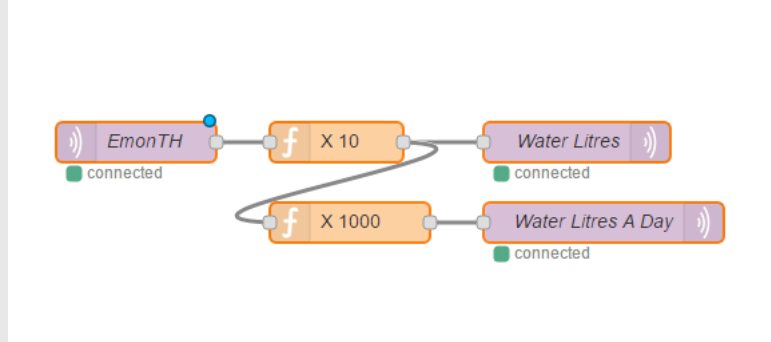 EmonTH
X 10
Water Litres
connected
connected
X 1000
Water Litres A Day
connected